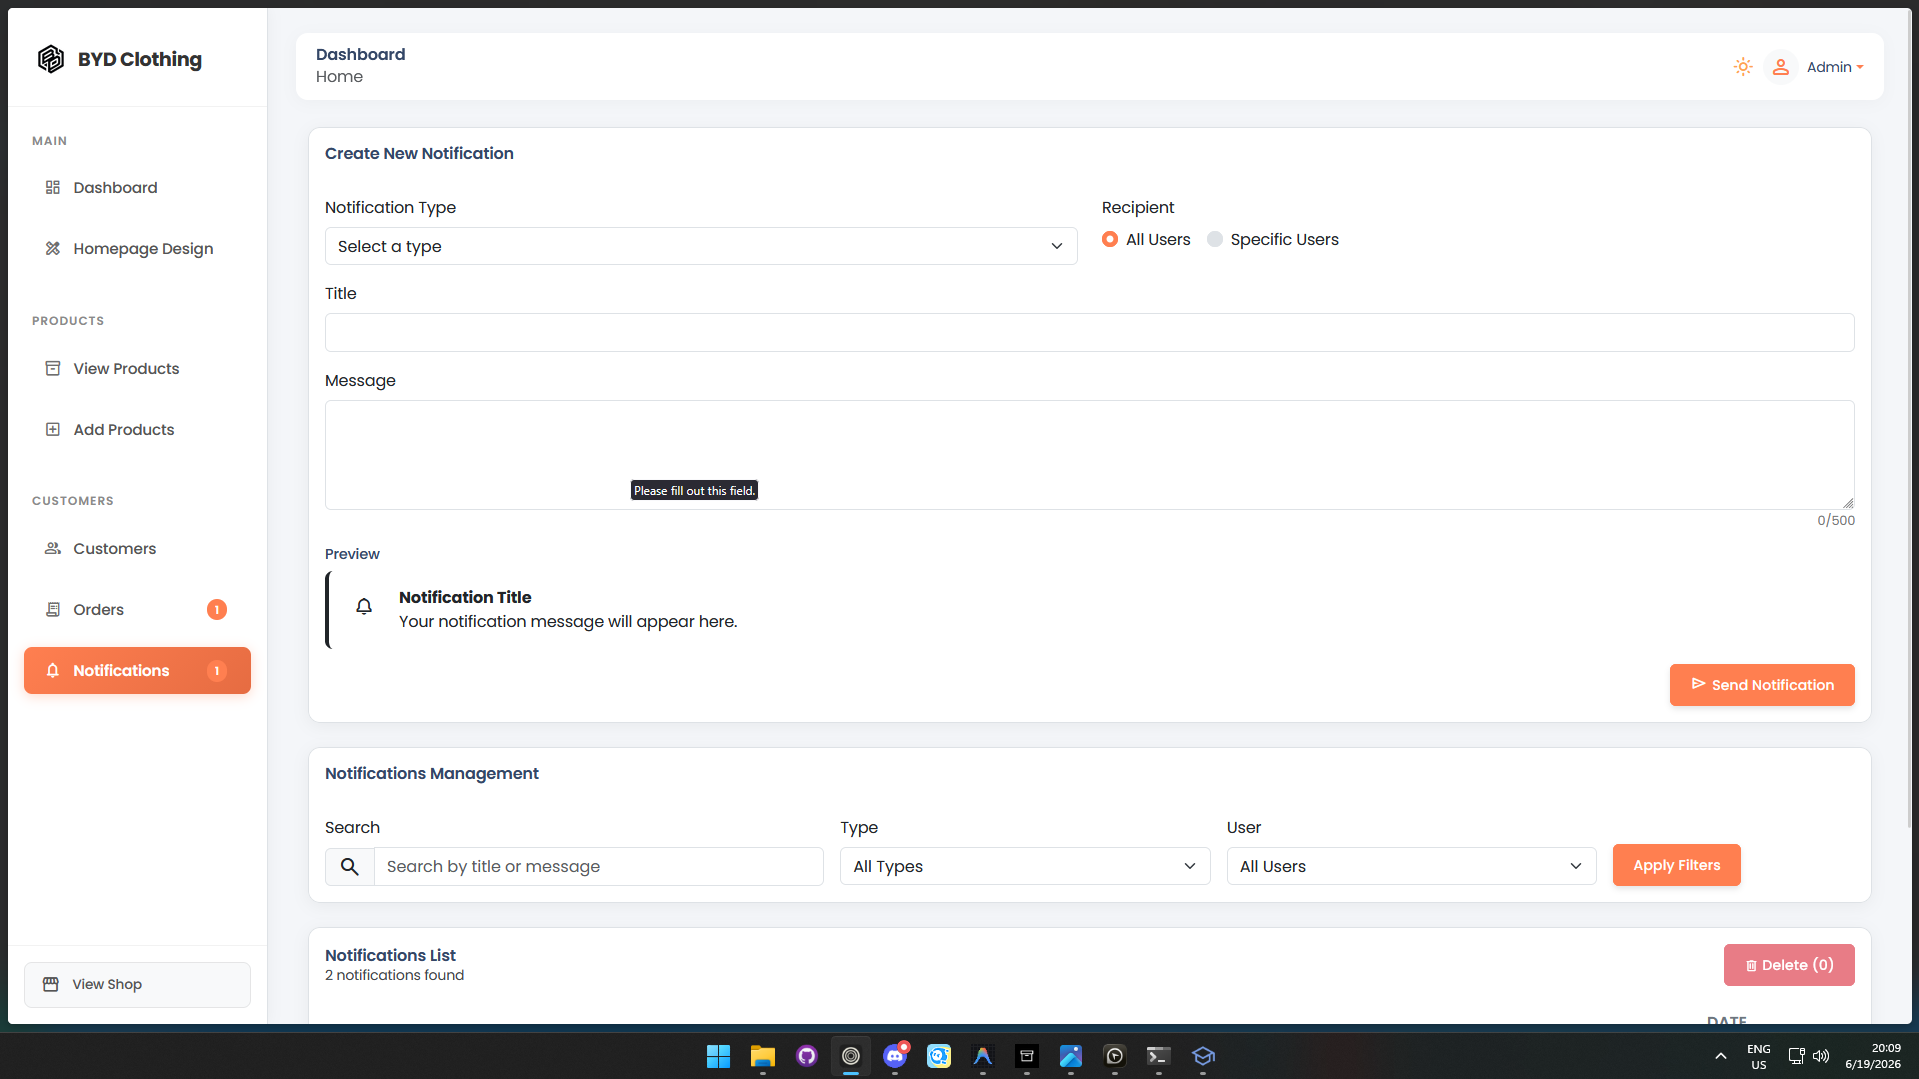 BYD Clothing
MAIN
Dashboard
Homepage Design
PRODUCTS
View Products
Add Products
CUSTOMERS
Customers
Orders 1
Notifications 1
View Shop
Dashboard
Home
Admin
Create New Notification
Notification Type
Select a type
Recipient
All Users Specific Users
Title
Message
Please fill out this field.
0/500
Preview
Notification Title
Your notification message will appear here.
Send Notification
Notifications Management
Search
Search by title or message
Type
All Types
User
All Users
Apply Filters
Notifications List
2 notifications found
Delete (0)
DATE
ENG
US
20:09
6/19/2026